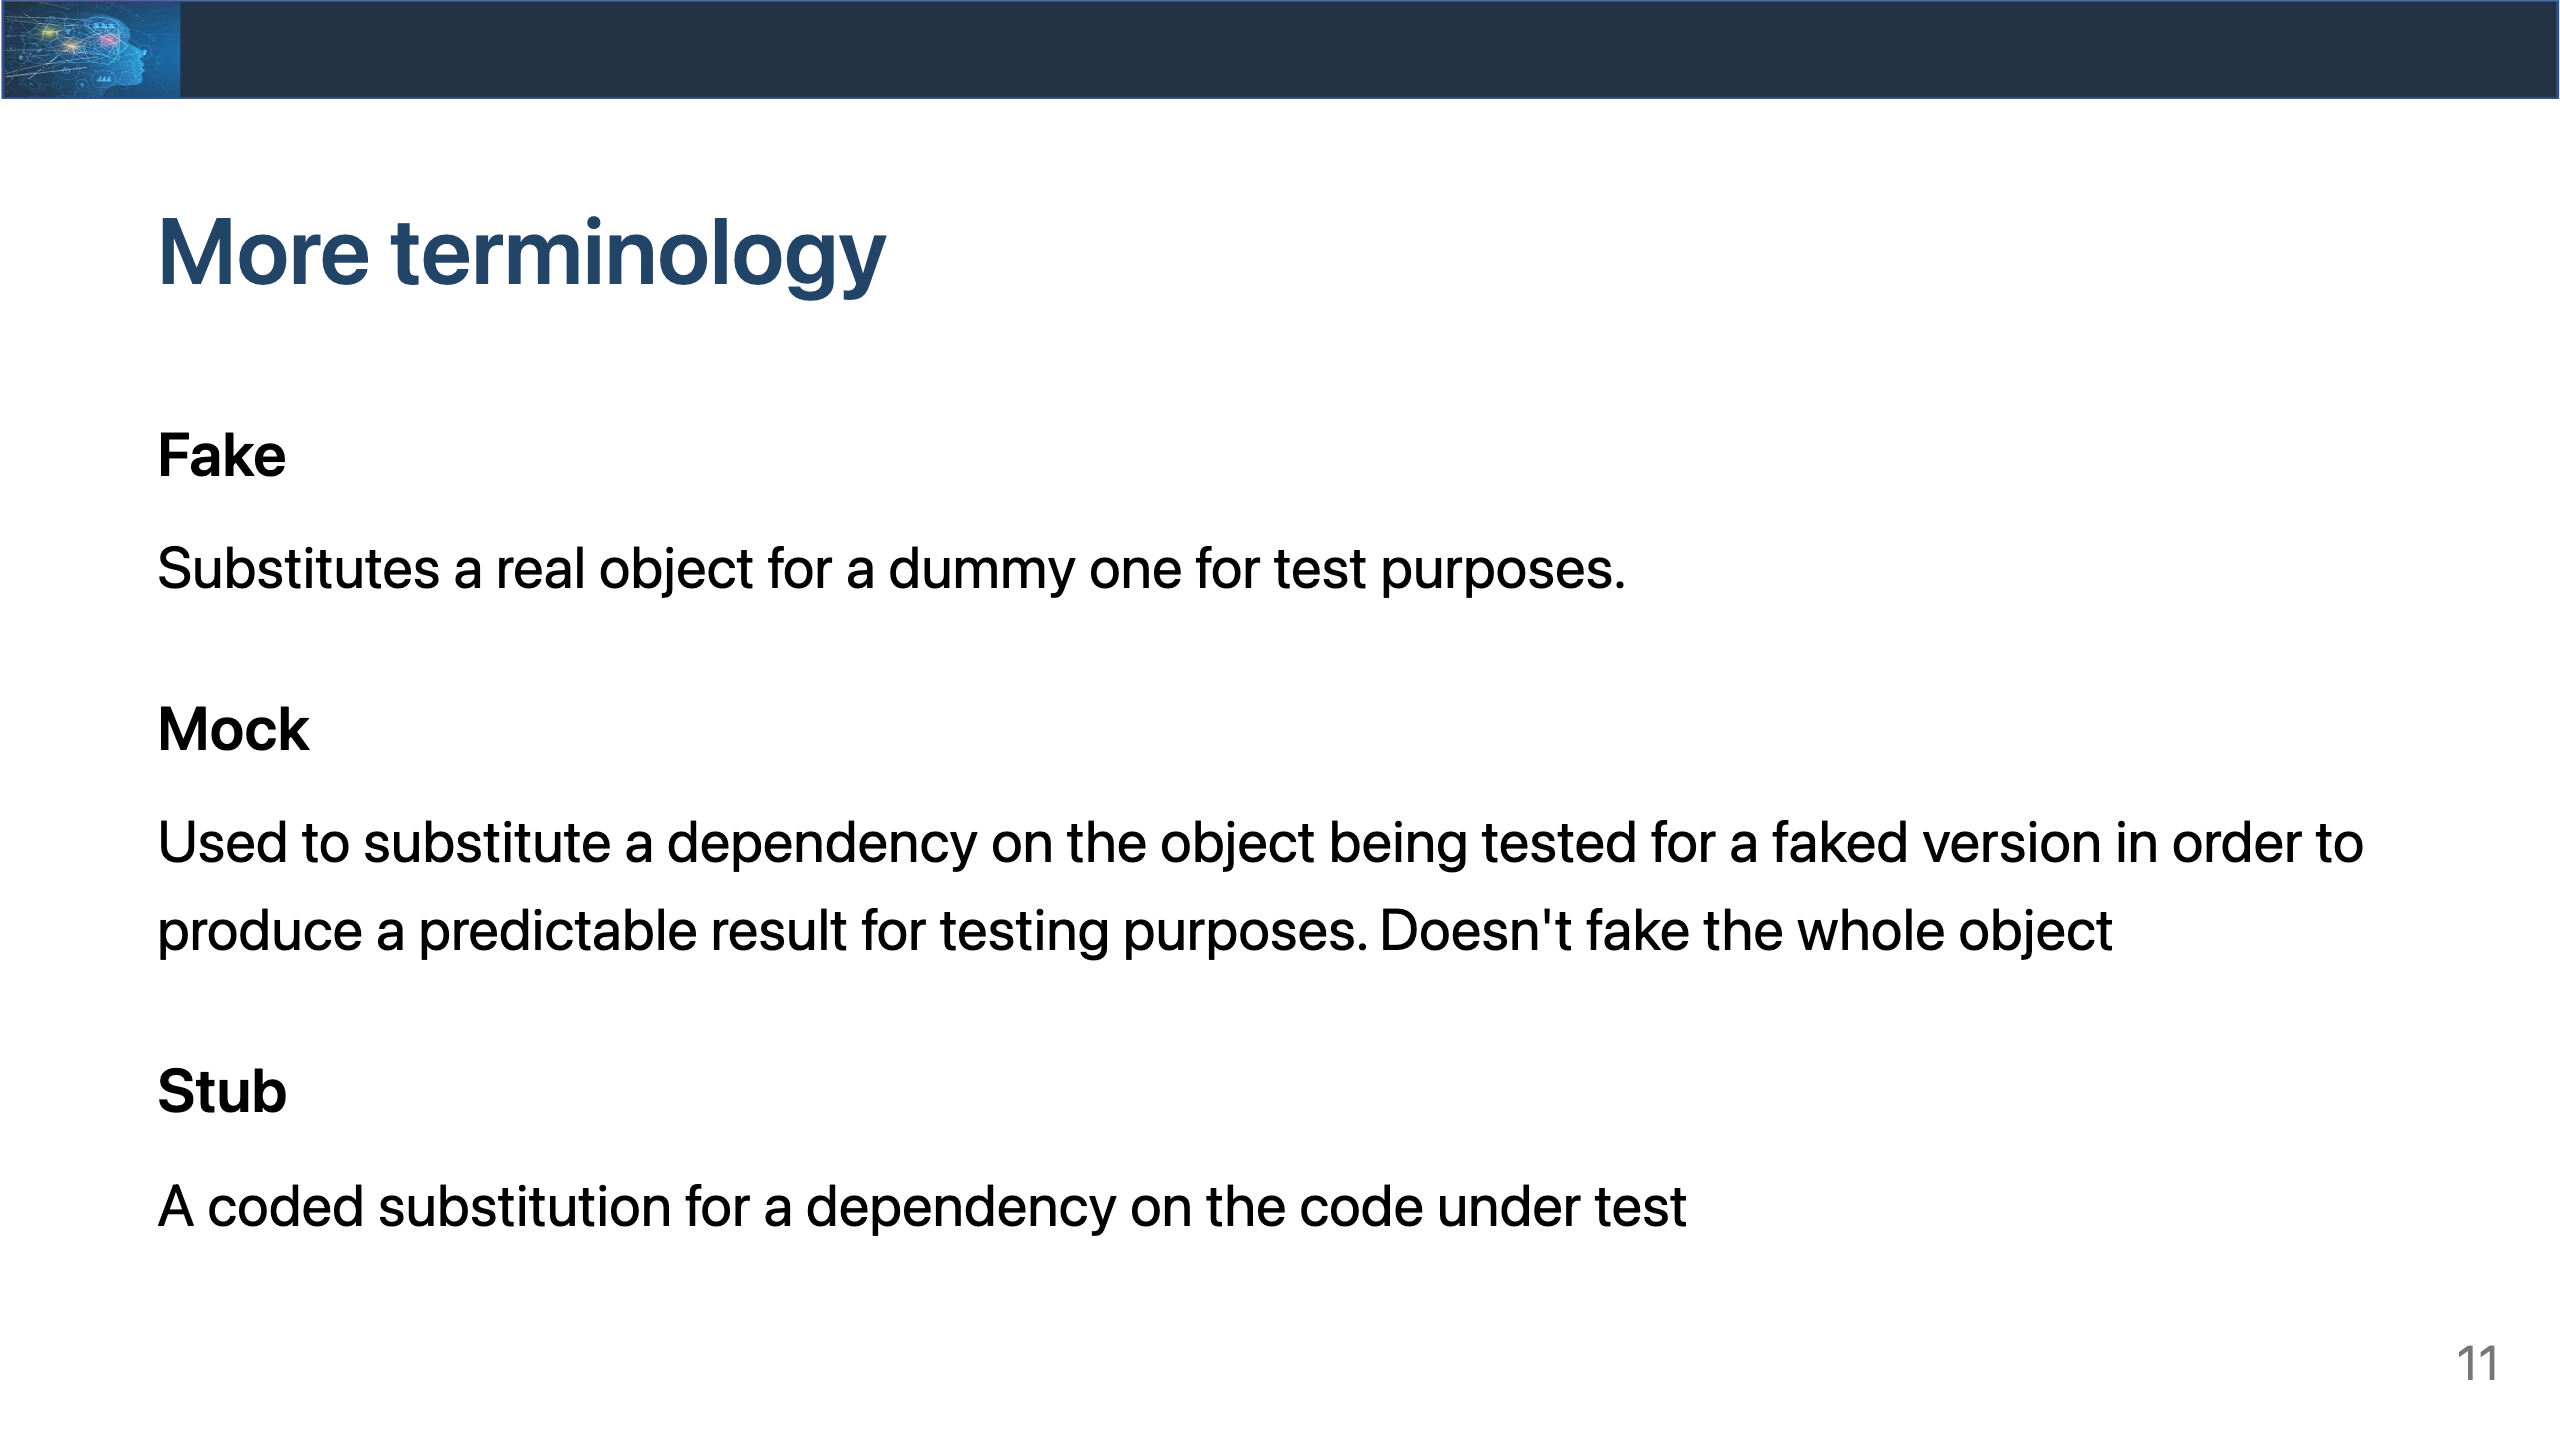 More terminology
Fake
Substitutes a real object for a dummy one for test purposes.
Mock
Used to substitute a dependency on the object being tested for a faked version in order to
produce a predictable result for testing purposes. Doesn't fake the whole object
Stub
A coded substitution for a dependency on the code under test
11